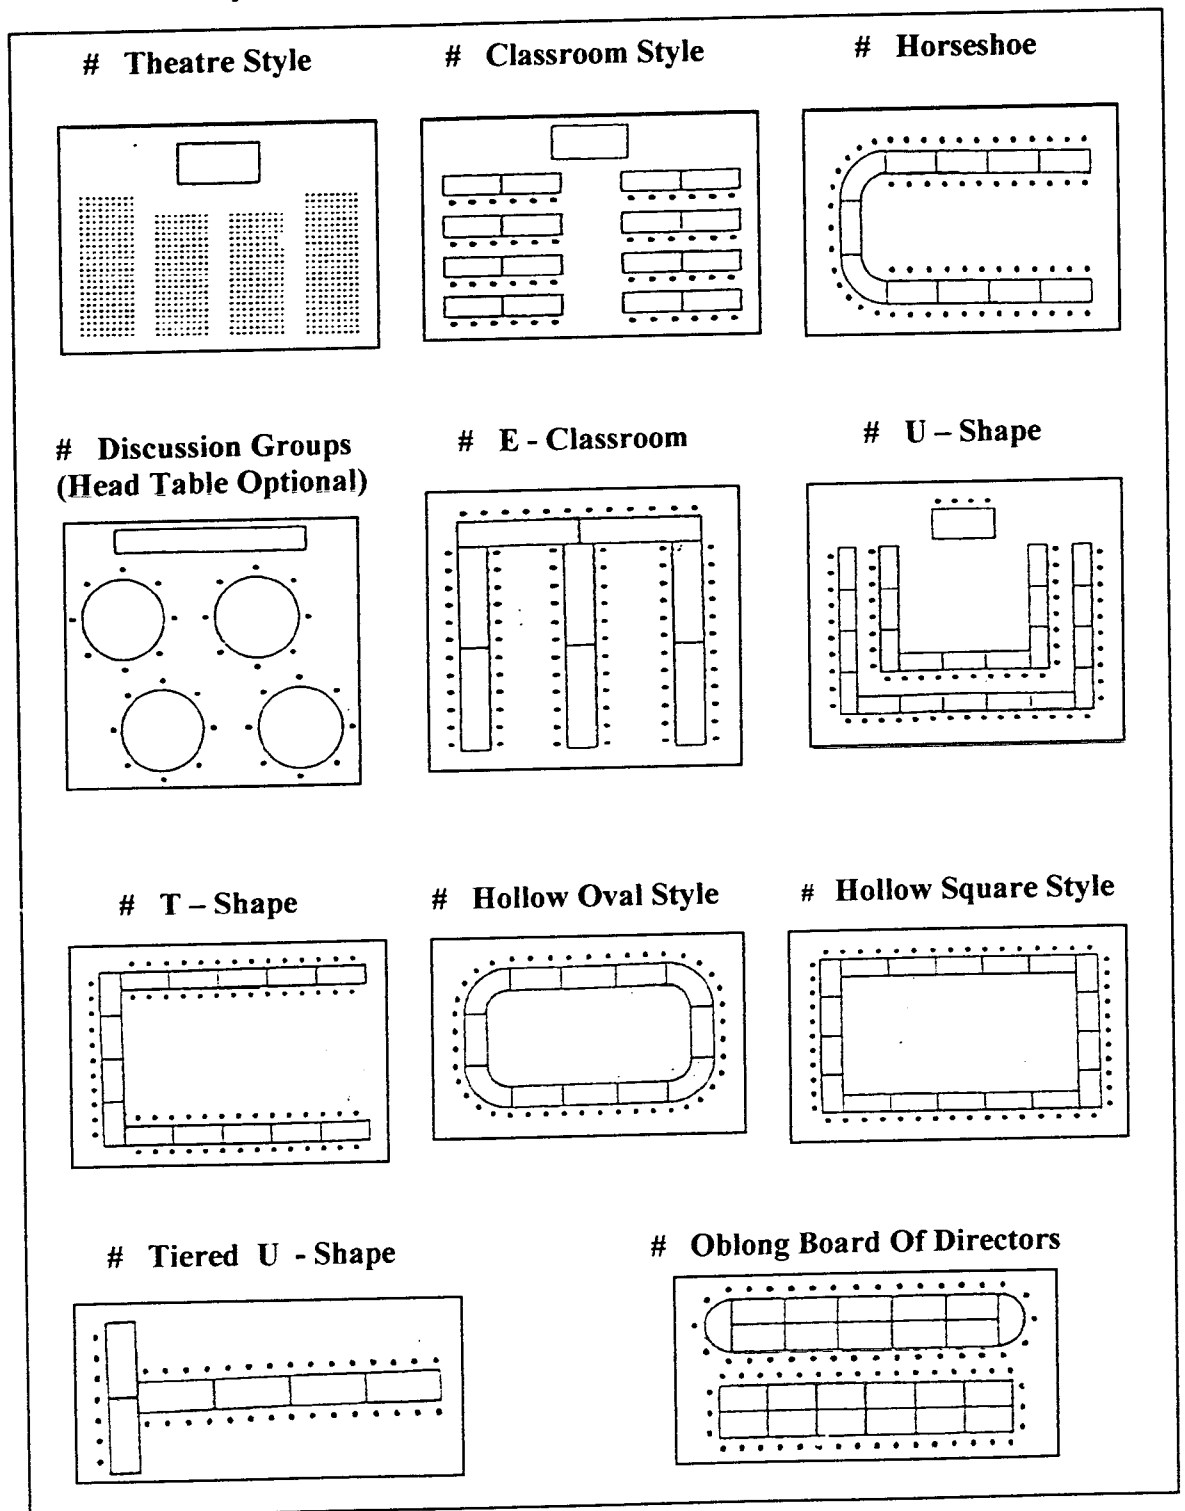 # Theatre Style
# Classroom Style
# Horseshoe
# Discussion Groups
(Head Table Optional)
# E - Classroom
# U – Shape
# T – Shape
# Hollow Oval Style
# Hollow Square Style
# Tiered U - Shape
# Oblong Board Of Directors